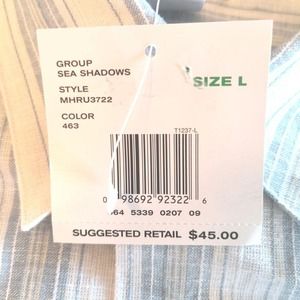 GROUP
SEA SHADOWS
SIZE L
STYLE
MHRU3722
COLOR
463
T1237-L
0 98692 92322 6
464 5339 0207 09
SUGGESTED RETAIL $45.00